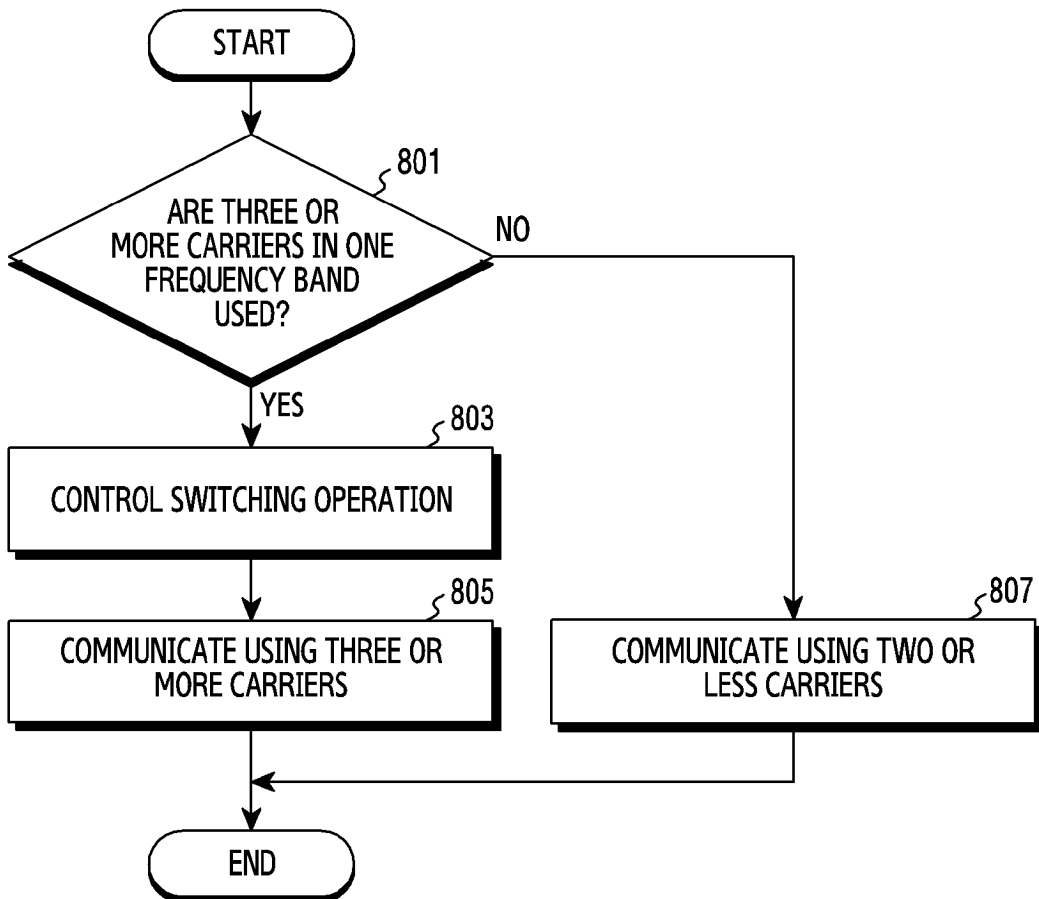 START
801
ARE THREE OR
MORE CARRIERS IN ONE
FREQUENCY BAND
USED?
NO
YES
803
CONTROL SWITCHING OPERATION
805
COMMUNICATE USING THREE OR
MORE CARRIERS
807
COMMUNICATE USING TWO OR
LESS CARRIERS
END